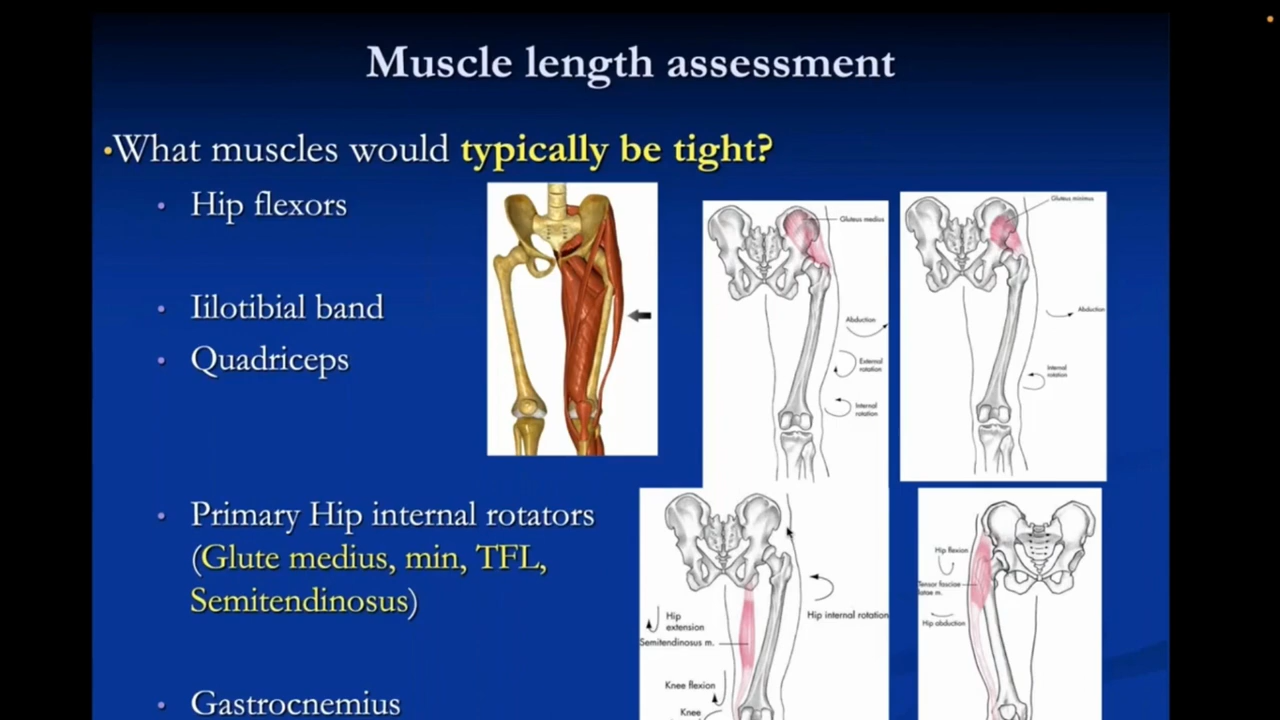 Muscle length assessment
•What muscles would typically be tight?
• Hip flexors
• Iilotibial band
• Quadriceps
• Primary Hip internal rotators
(Glute medius, min, TFL,
Semitendinosus)
• Gastrocnemius
Gluteus medius
Abduction
External
rotation
Internal
rotation
Gluteus minimus
Abduction
Internal
rotation
Hip
extension
Semitendinosus m.
Knee flexion
Knee
Hip internal rotation
Hip flexion
Tensor fasciae
latae m.
Hip abduction